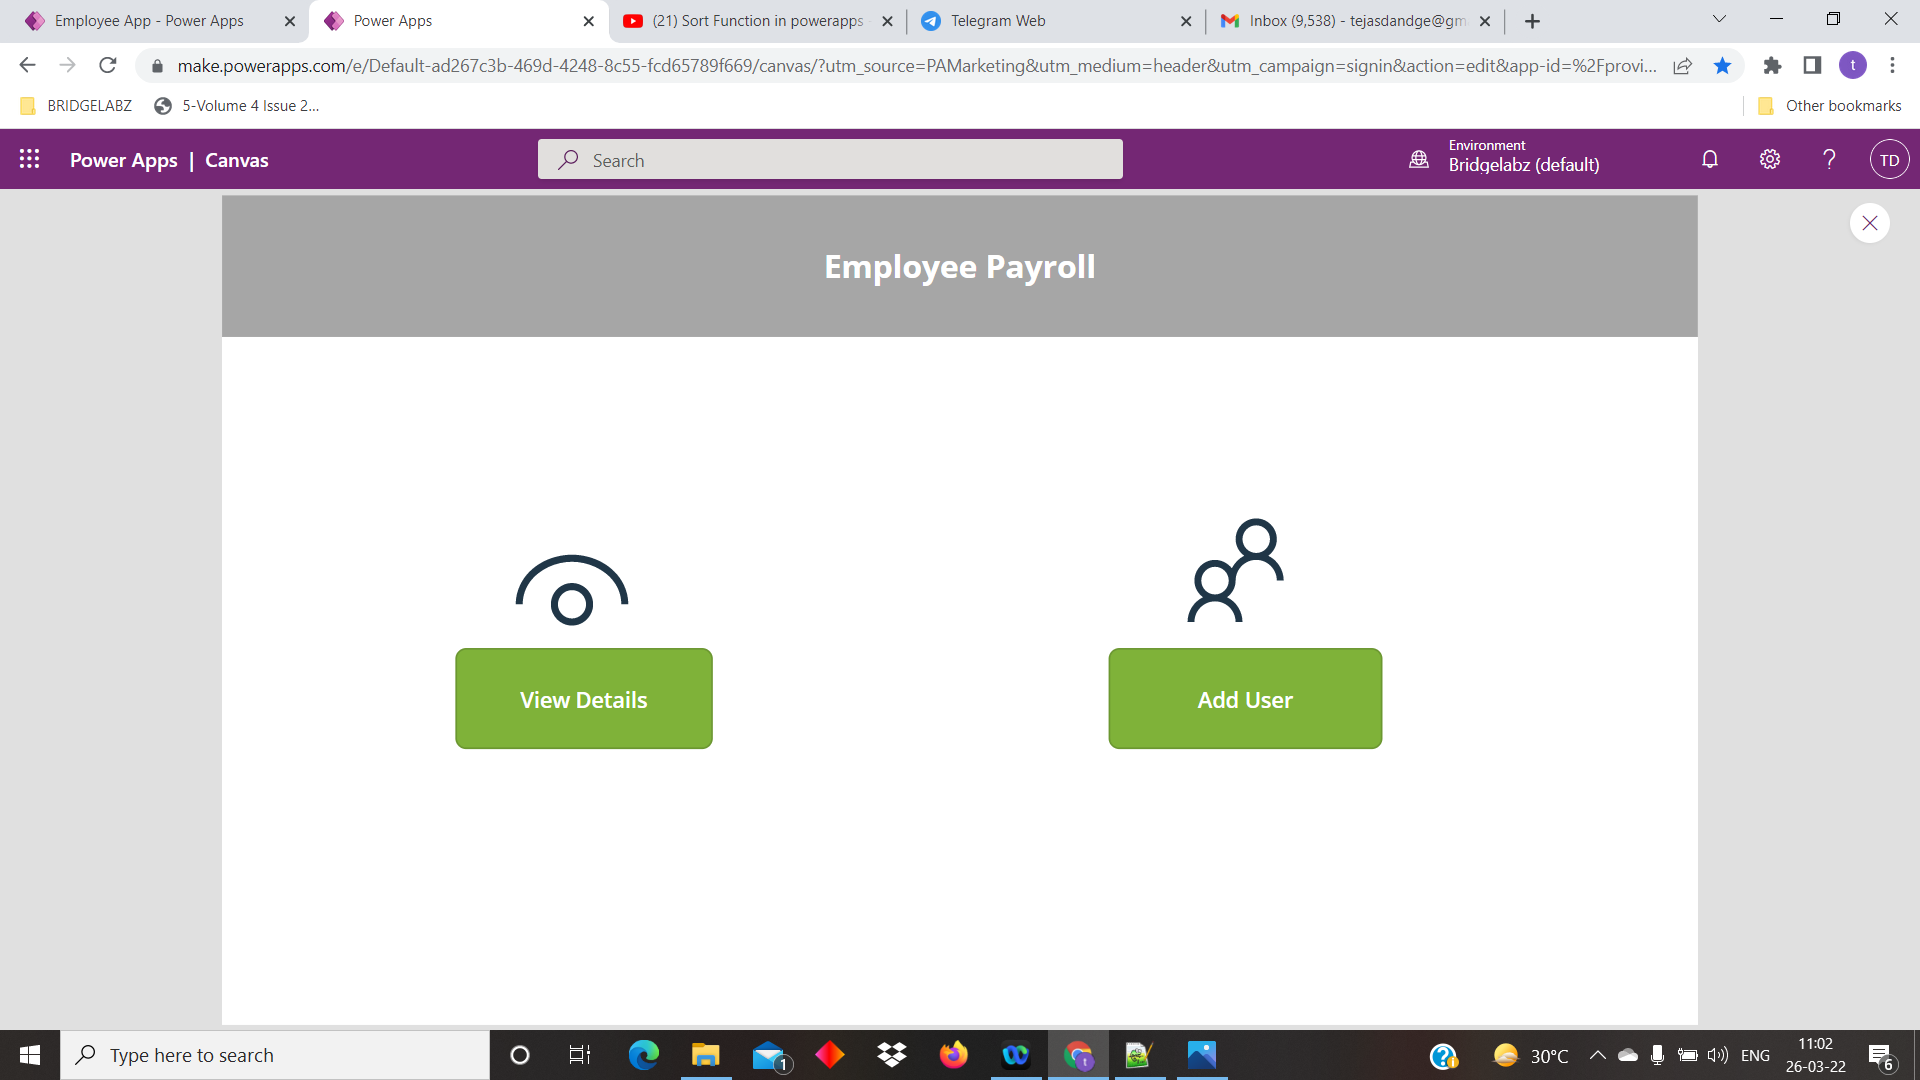 Employee App - Power Apps
Power Apps
(21) Sort Function in powerapps
Telegram Web
Inbox (9,538) - tejasdandge@gm
make.powerapps.com/e/Default-ad267c3b-469d-4248-8c55-fcd65789f669/canvas/?utm_source=PAMarketing&utm_medium=header&utm_campaign=signin&action=edit&app-id=%2Fprovi...
t
BRIDGELABZ
5-Volume 4 Issue 2...
Other bookmarks
Power Apps | Canvas
Search
Environment
Bridgelabz (default)
?
TD
Employee Payroll
View Details
Add User
Type here to search
1
t
30°C
ENG
11:02
26-03-22
6